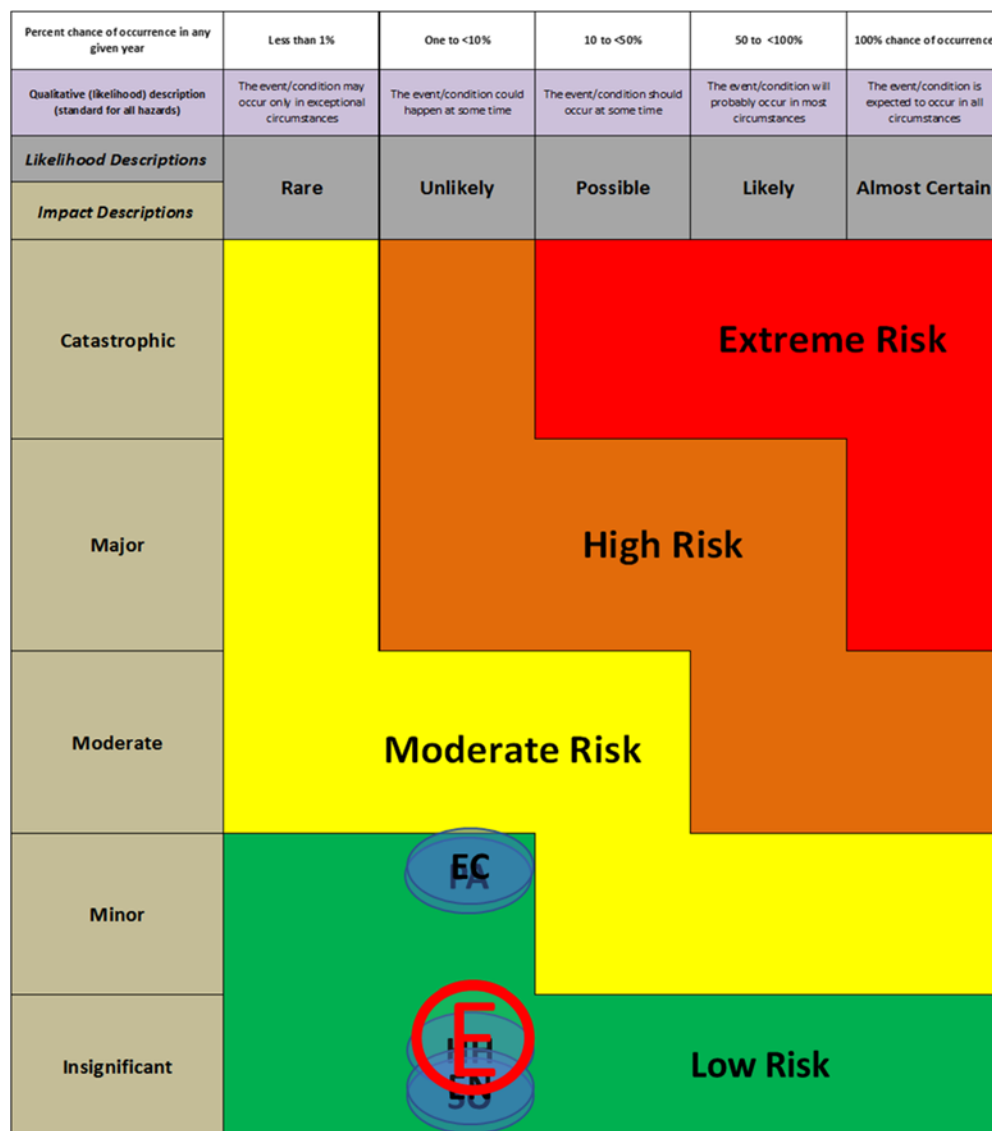 Percent chance of occurrence in any
given year
Less than 1%
One to <10%
10 to <50%
50 to <100%
100% chance of occurrence
Qualitative (likelihood) description
(standard for all hazards)
The event/condition may
occur only in exceptional
circumstances
The event/condition could
happen at some time
The event/condition should
occur at some time
The event/condition will
probably occur in most
circumstances
The event/condition is
expected to occur in all
circumstances
Likelihood Descriptions
Impact Descriptions
Rare
Unlikely
Possible
Likely
Almost Certain
Catastrophic
Extreme Risk
Major
High Risk
Moderate
Moderate Risk
Minor
EC
PA
Insignificant
E
HH
EN
SO
Low Risk